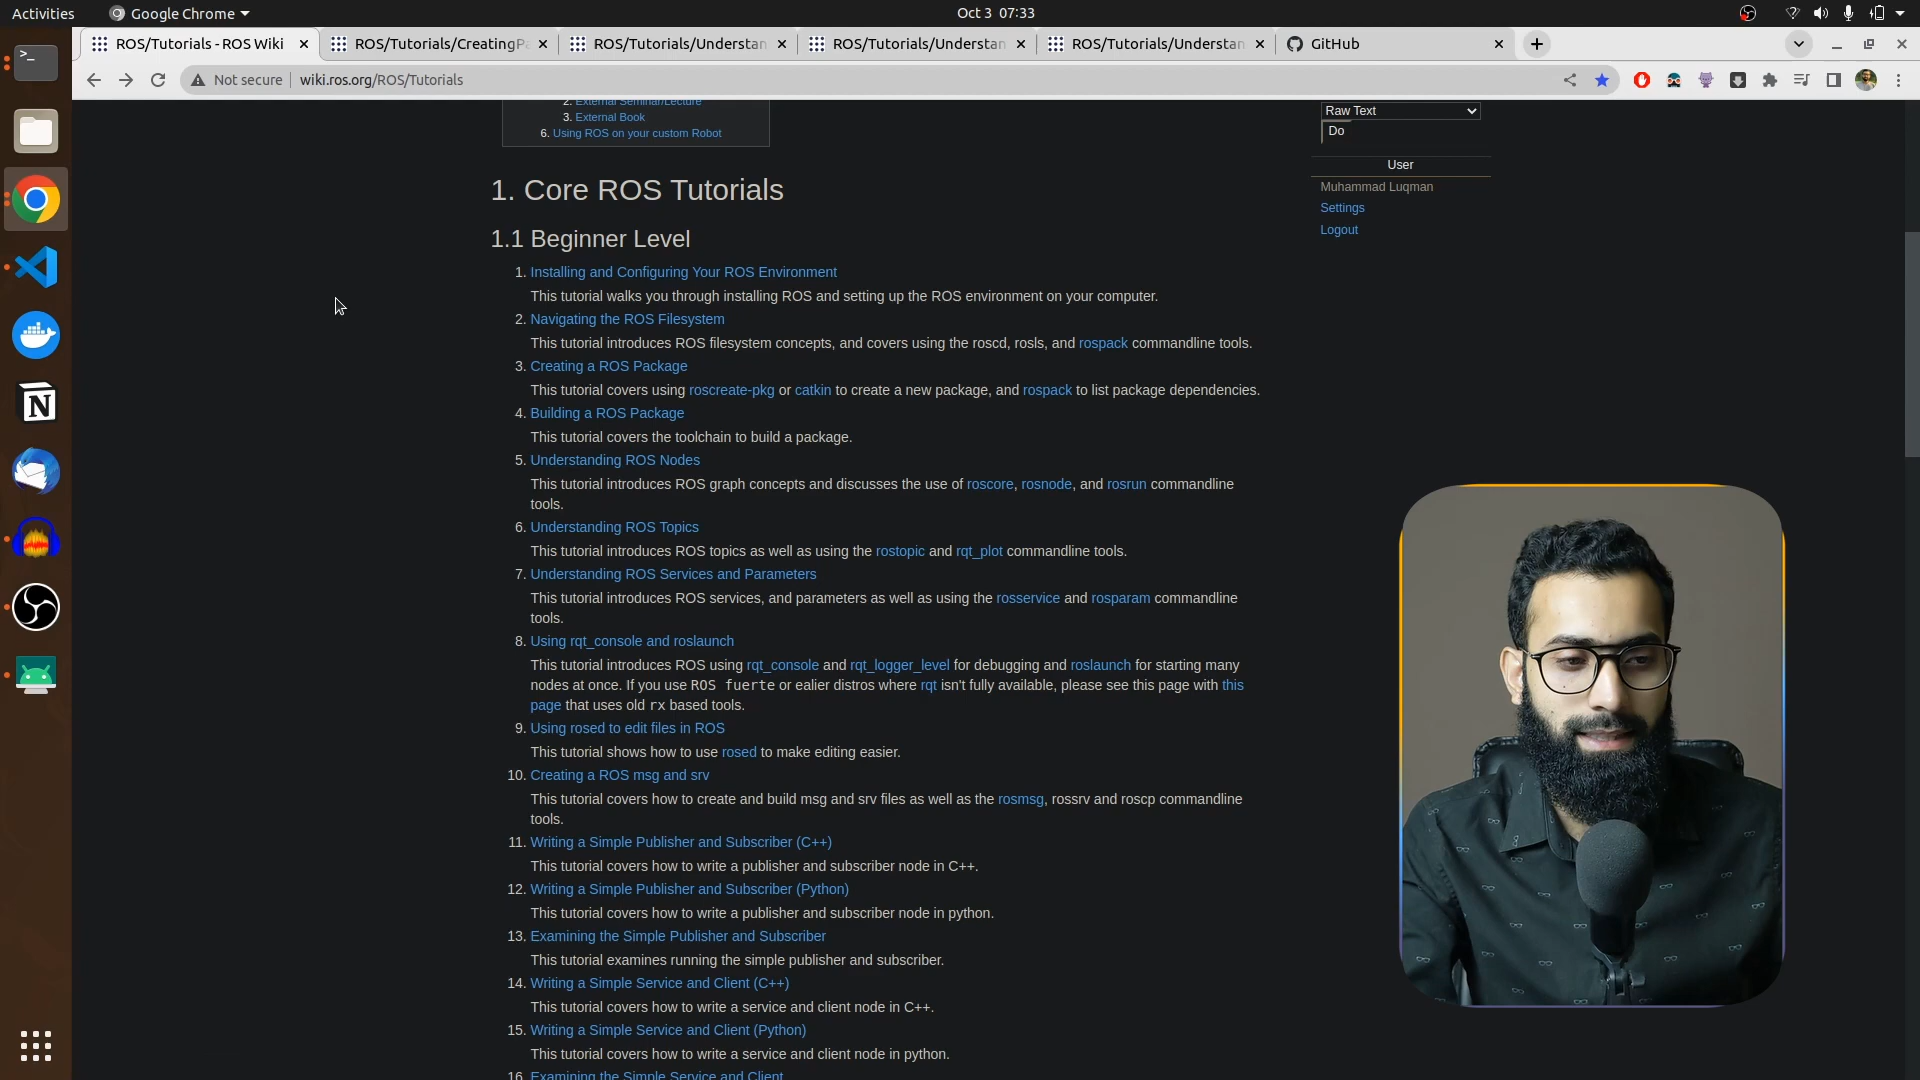 Activities
Google Chrome
Oct 3 07:33
ROS/Tutorials - ROS Wiki
ROS/Tutorials/CreatingPa
ROS/Tutorials/Understan
ROS/Tutorials/Understan
ROS/Tutorials/Understan
GitHub
Not secure
wiki.ros.org/ROS/Tutorials
2. External Seminar/Lecture
3. External Book
6. Using ROS on your custom Robot
Raw Text
Do
User
Muhammad Luqman
Settings
Logout
1. Core ROS Tutorials
1.1 Beginner Level
1. Installing and Configuring Your ROS Environment
This tutorial walks you through installing ROS and setting up the ROS environment on your computer.
2. Navigating the ROS Filesystem
This tutorial introduces ROS filesystem concepts, and covers using the roscd, rosls, and rospack commandline tools.
3. Creating a ROS Package
This tutorial covers using roscreate-pkg or catkin to create a new package, and rospack to list package dependencies.
4. Building a ROS Package
This tutorial covers the toolchain to build a package.
5. Understanding ROS Nodes
This tutorial introduces ROS graph concepts and discusses the use of roscore, rosnode, and rosrun commandline
tools.
6. Understanding ROS Topics
This tutorial introduces ROS topics as well as using the rostopic and rqt_plot commandline tools.
7. Understanding ROS Services and Parameters
This tutorial introduces ROS services, and parameters as well as using the rosservice and rosparam commandline
tools.
8. Using rqt_console and roslaunch
This tutorial introduces ROS using rqt_console and rqt_logger_level for debugging and roslaunch for starting many
nodes at once. If you use ROS fuerte or ealier distros where rqt isn't fully available, please see this page with this
page that uses old rx based tools.
9. Using rosed to edit files in ROS
This tutorial shows how to use rosed to make editing easier.
10. Creating a ROS msg and srv
This tutorial covers how to create and build msg and srv files as well as the rosmsg, rossrv and roscp commandline
tools.
11. Writing a Simple Publisher and Subscriber (C++)
This tutorial covers how to write a publisher and subscriber node in C++.
12. Writing a Simple Publisher and Subscriber (Python)
This tutorial covers how to write a publisher and subscriber node in python.
13. Examining the Simple Publisher and Subscriber
This tutorial examines running the simple publisher and subscriber.
14. Writing a Simple Service and Client (C++)
This tutorial covers how to write a service and client node in C++.
15. Writing a Simple Service and Client (Python)
This tutorial covers how to write a service and client node in python.
16. Examining the Simple Service and Client